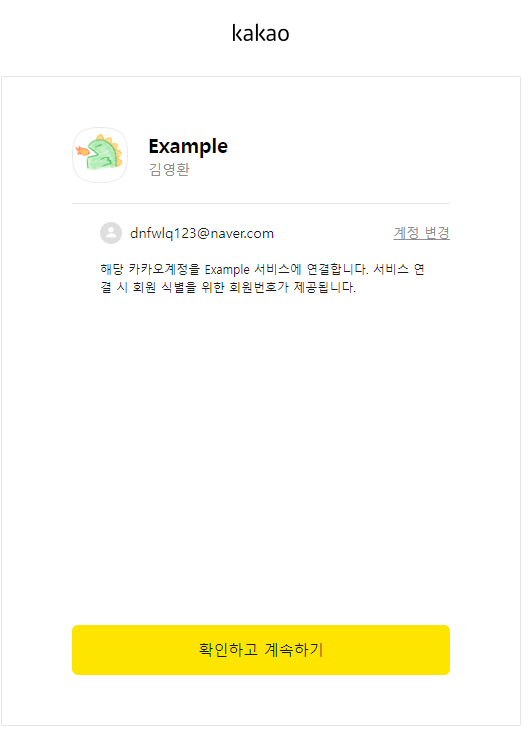 kakao
Example
김영환
dnfwlq123@naver.com 계정 변경
해당 카카오계정을 Example 서비스에 연결합니다. 서비스 연
결 시 회원 식별을 위한 회원번호가 제공됩니다.
확인하고 계속하기